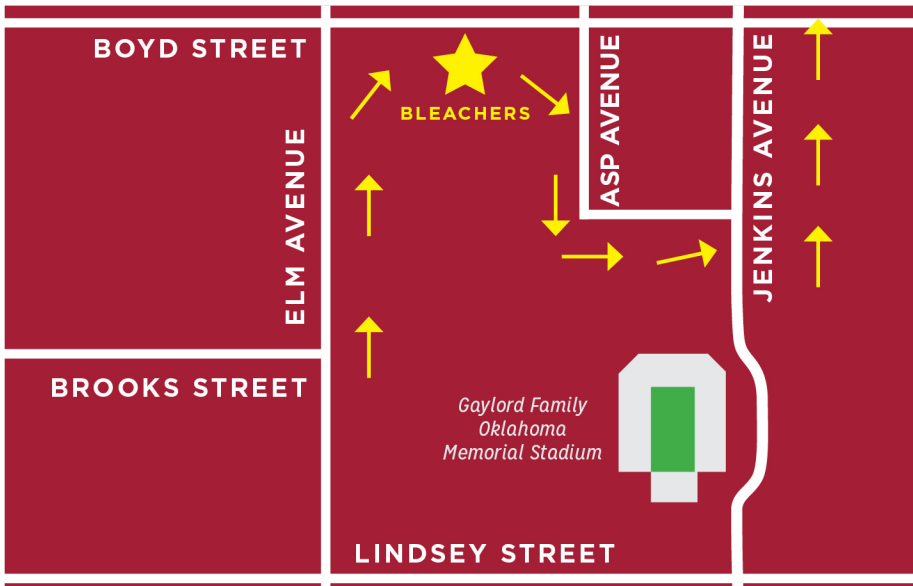 BOYD STREET
BLEACHERS
ASP AVENUE
JENKINS AVENUE
ELM AVENUE
BROOKS STREET
Gaylord Family
Oklahoma
Memorial Stadium
LINDSEY STREET